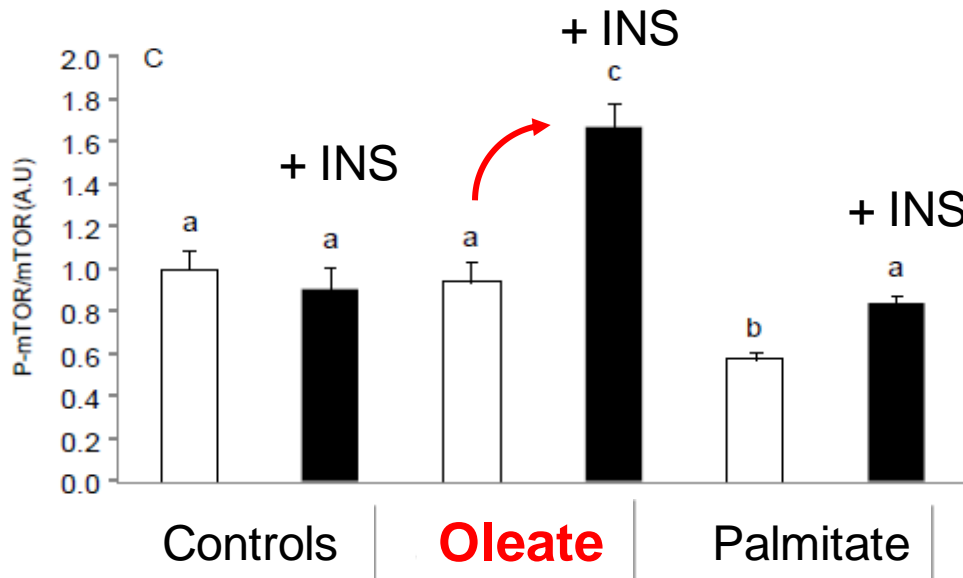 + INS
2.0
C
c
1.8
1.6
+ INS
1.4
+ INS
1.2
a
a
a
a
1.0
0.8
b
0.6
0.4
0.2
0.0
P-mTOR/mTOR (A.U)
Controls
Oleate
Palmitate